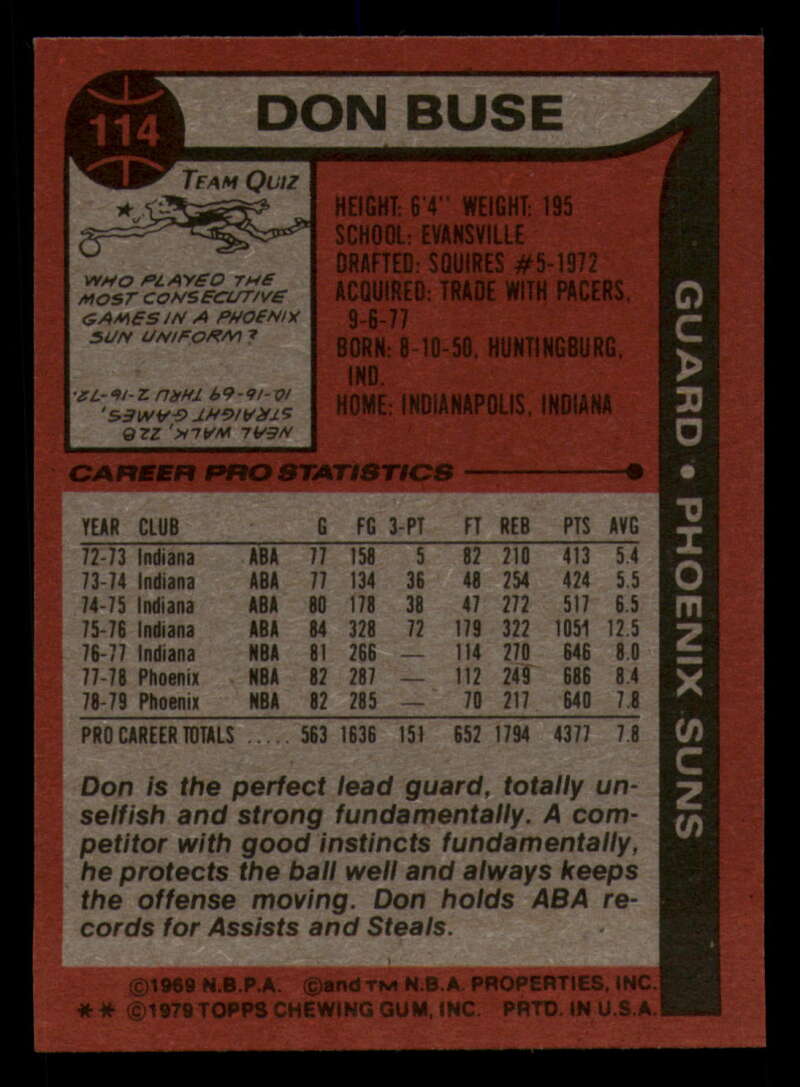 114
DON BUSE
TEAM QUIZ
WHO PLAYED THE
MOST CONSECUTIVE
GAMES IN A PHOENIX
SUN UNIFORM?
NEAL WALK, 228
STRAIGHT GAMES,
10-16-69 THRU 2-16-72.
HEIGHT: 6'4" WEIGHT: 195
SCHOOL: EVANSVILLE
DRAFTED: SQUIRES #5-1972
ACQUIRED: TRADE WITH PACERS,
9-6-77
BORN: 8-10-50, HUNTINGBURG,
IND.
HOME: INDIANAPOLIS, INDIANA
GUARD • PHOENIX SUNS
CAREER PRO STATISTICS
YEAR CLUB G FG 3-PT FT REB PTS AVG
72-73 Indiana ABA 77 158 5 82 210 413 5.4
73-74 Indiana ABA 77 134 36 48 254 424 5.5
74-75 Indiana ABA 80 178 38 47 272 517 6.5
75-76 Indiana ABA 84 328 72 179 322 1051 12.5
76-77 Indiana NBA 81 266 — 114 270 646 8.0
77-78 Phoenix NBA 82 287 — 112 249 686 8.4
78-79 Phoenix NBA 82 285 — 70 217 640 7.8
PRO CAREER TOTALS ..... 563 1636 151 652 1794 4377 7.8
Don is the perfect lead guard, totally un-
selfish and strong fundamentally. A com-
petitor with good instincts fundamentally,
he protects the ball well and always keeps
the offense moving. Don holds ABA re-
cords for Assists and Steals.
©1969 N.B.P.A. ©and TM N.B.A. PROPERTIES, INC.
** ©1979 TOPPS CHEWING GUM, INC. PRTD. IN U.S.A.